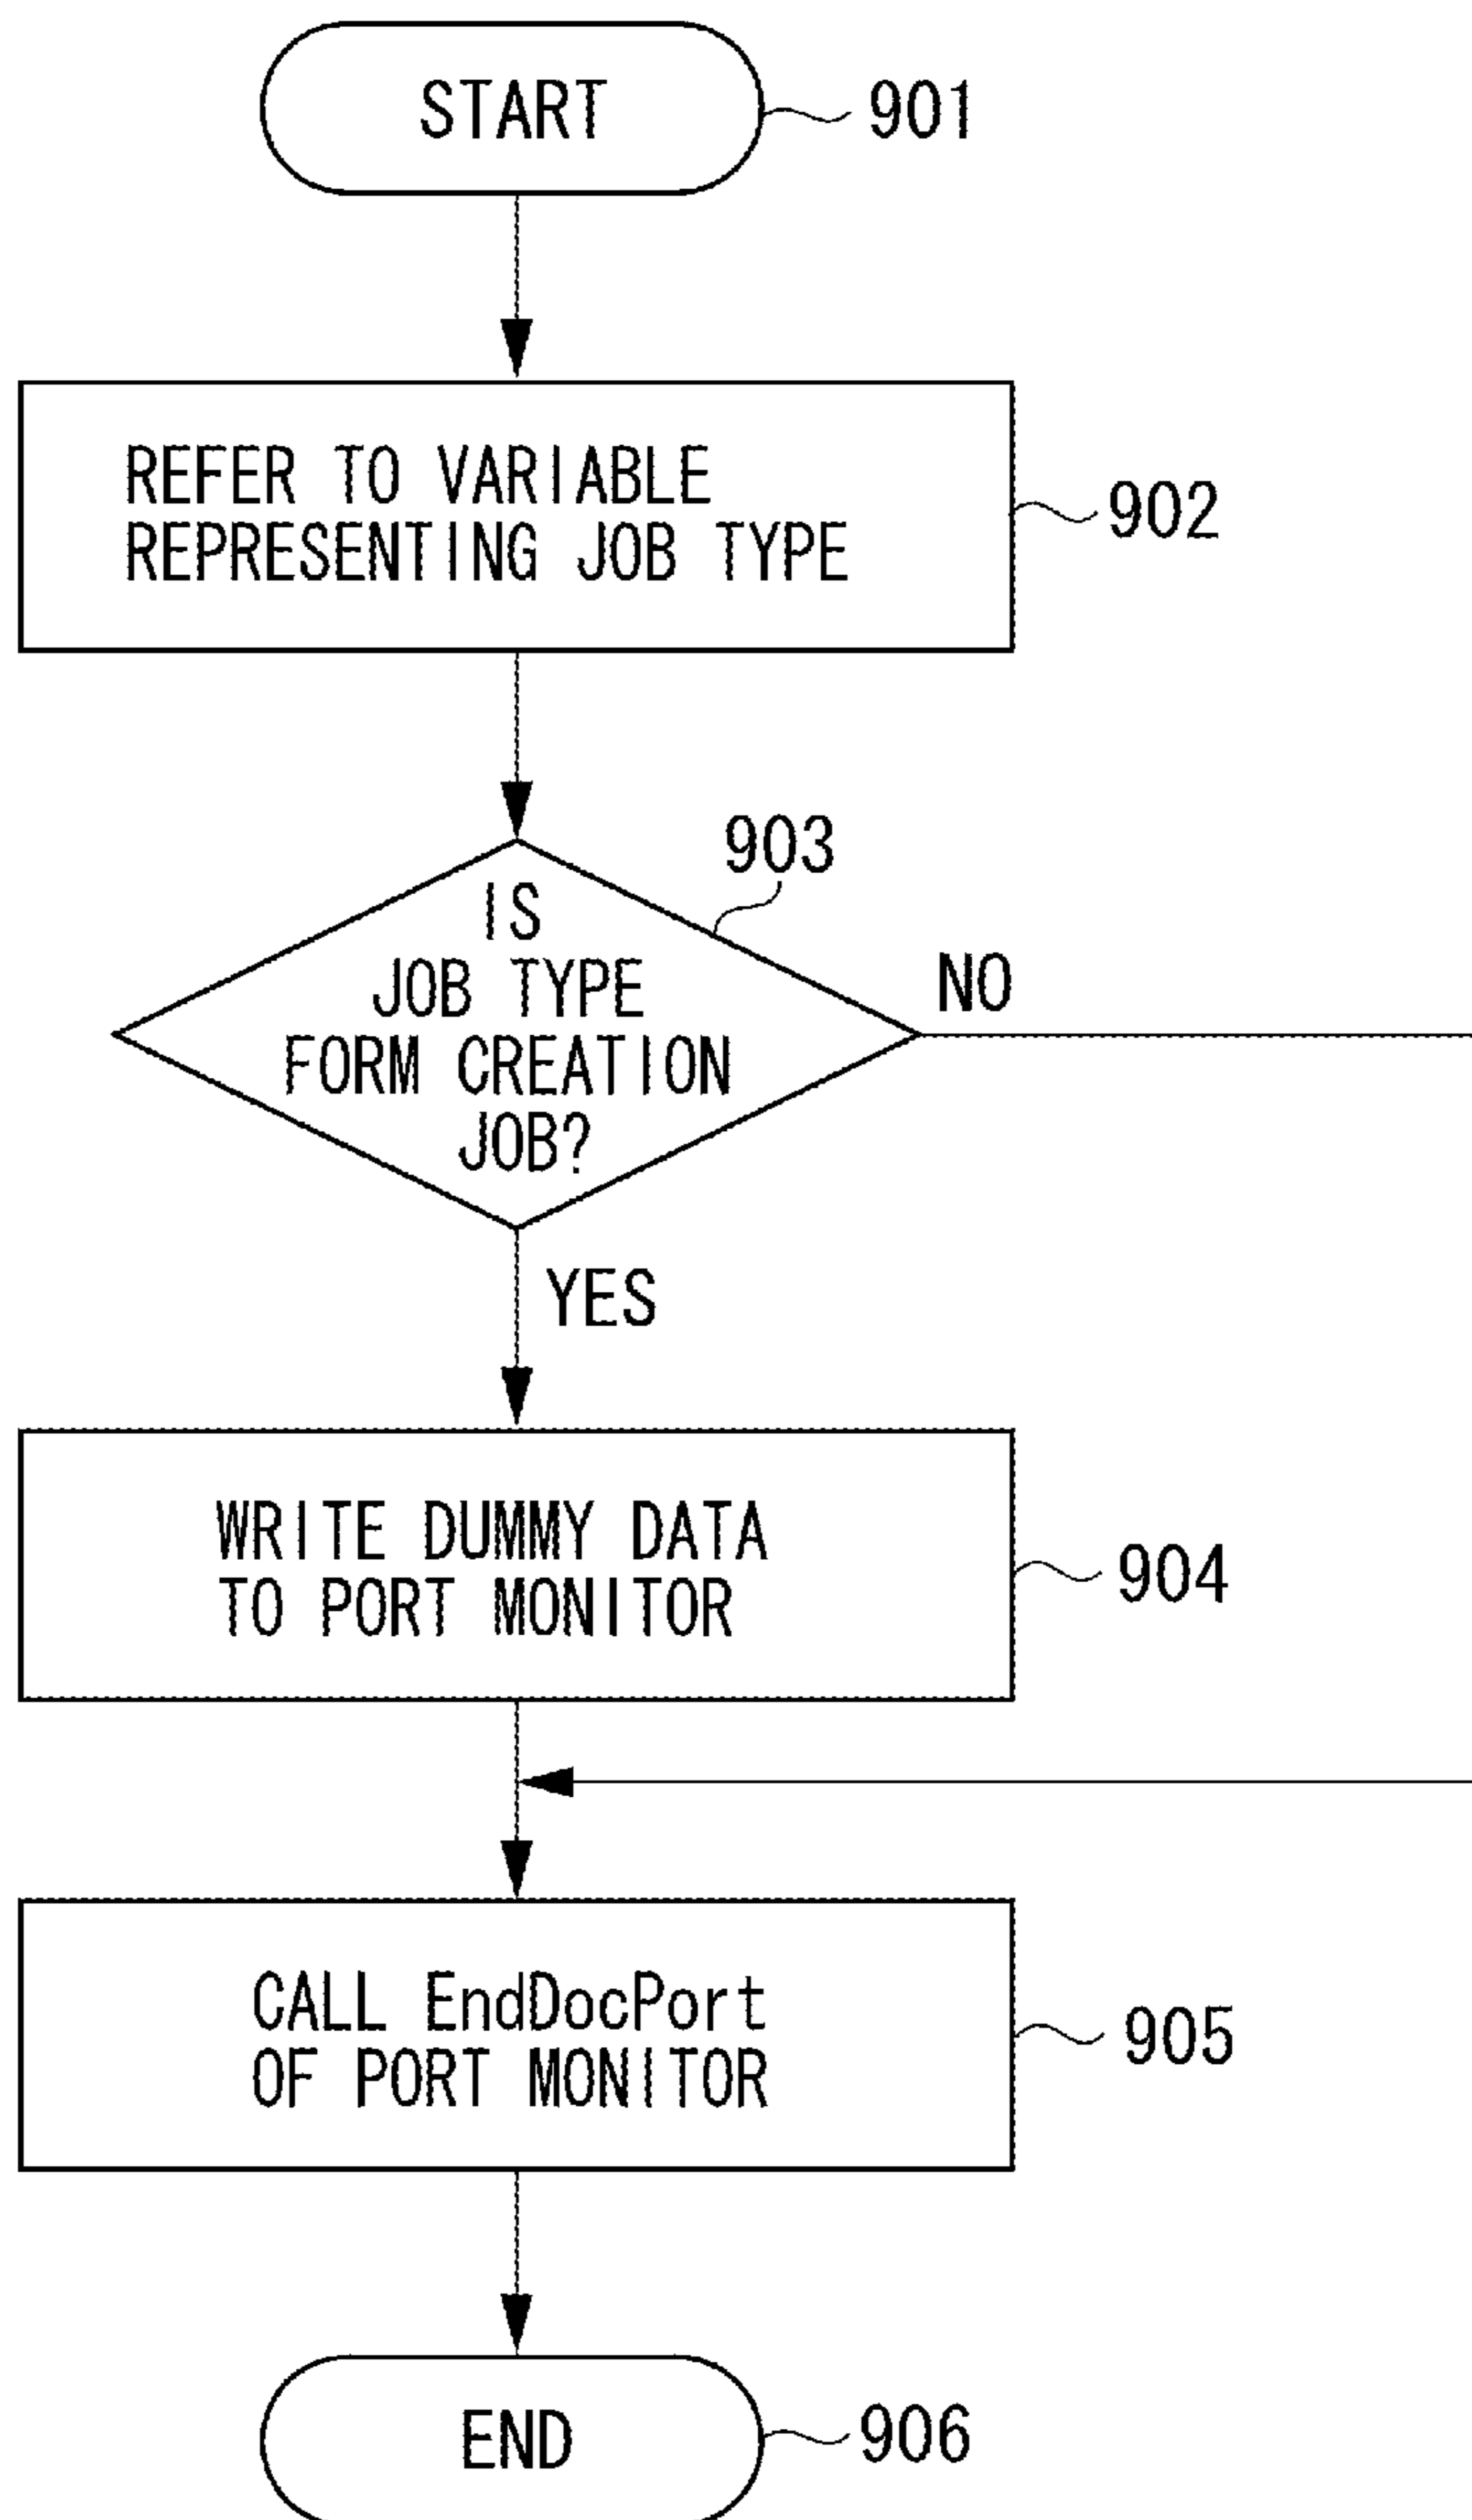 START
901
REFER TO VARIABLE
REPRESENTING JOB TYPE
902
903
IS
JOB TYPE
FORM CREATION
JOB?
NO
YES
WRITE DUMMY DATA
TO PORT MONITOR
904
CALL EndDocPort
OF PORT MONITOR
905
END
906